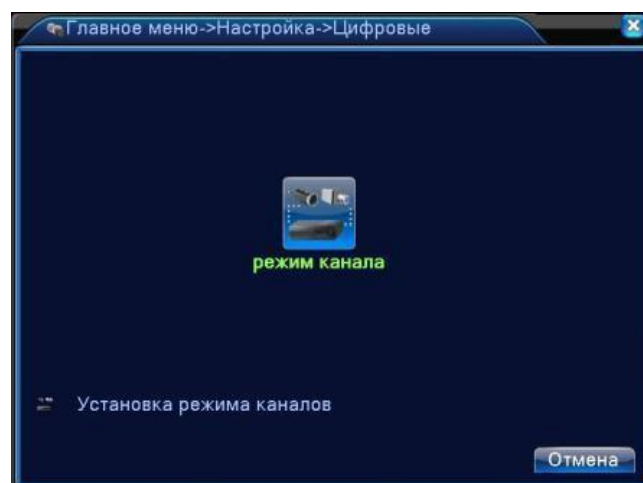 Главное меню->Настройка->Цифровые
режим канала
Установка режима каналов
Отмена